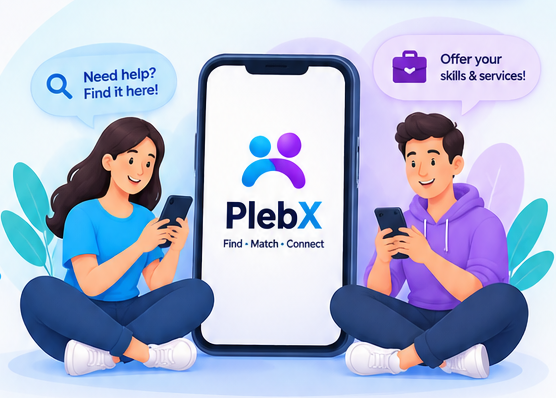 Need help?
Find it here!
Offer your
skills & services!
PlebX
Find • Match • Connect